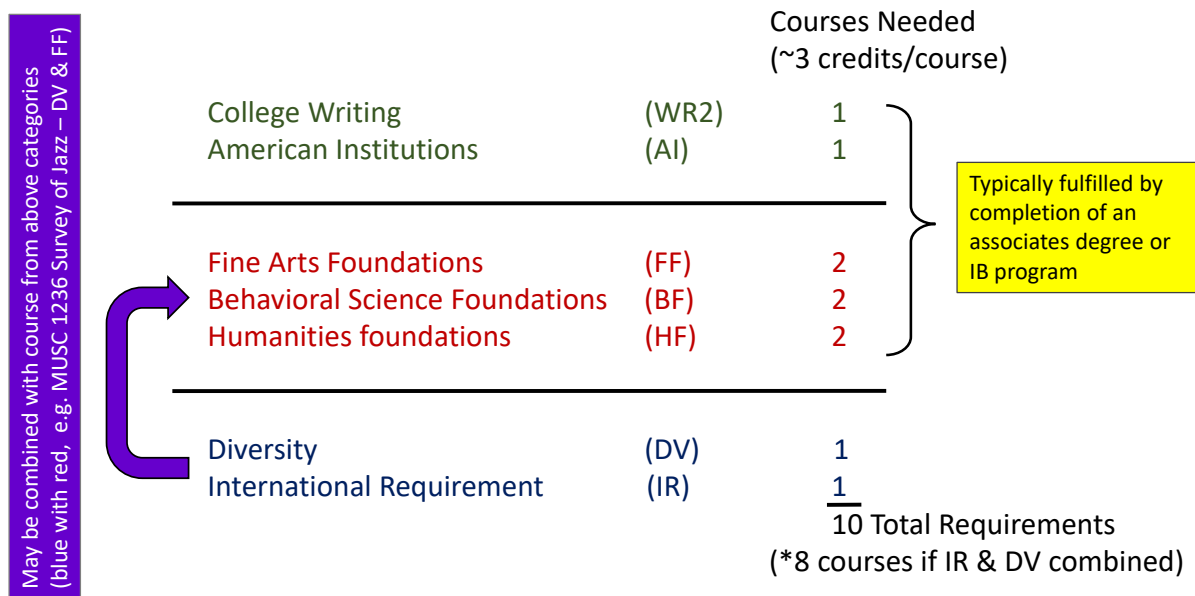 May be combined with course from above categories
(blue with red,  e.g. MUSC 1236 Survey of Jazz – DV & FF)
Courses Needed
(~3 credits/course)
College Writing (WR2) 1
American Institutions (AI) 1
Typically fulfilled by
completion of an
associates degree or
IB program
Fine Arts Foundations (FF) 2
Behavioral Science Foundations (BF) 2
Humanities foundations (HF) 2
Diversity (DV) 1
International Requirement (IR) 1
10 Total Requirements
(*8 courses if IR & DV combined)